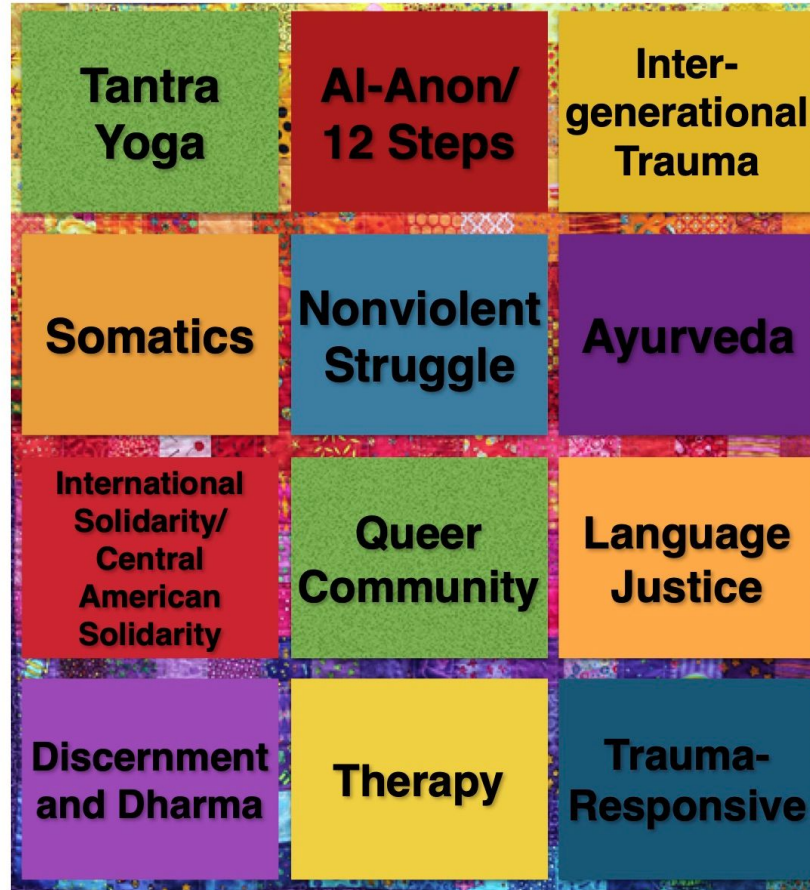 Tantra
Yoga
Al-Anon/
12 Steps
Inter-
generational
Trauma
Somatics
Nonviolent
Struggle
Ayurveda
International
Solidarity/
Central
American
Solidarity
Queer
Community
Language
Justice
Discernment
and Dharma
Therapy
Trauma-
Responsive